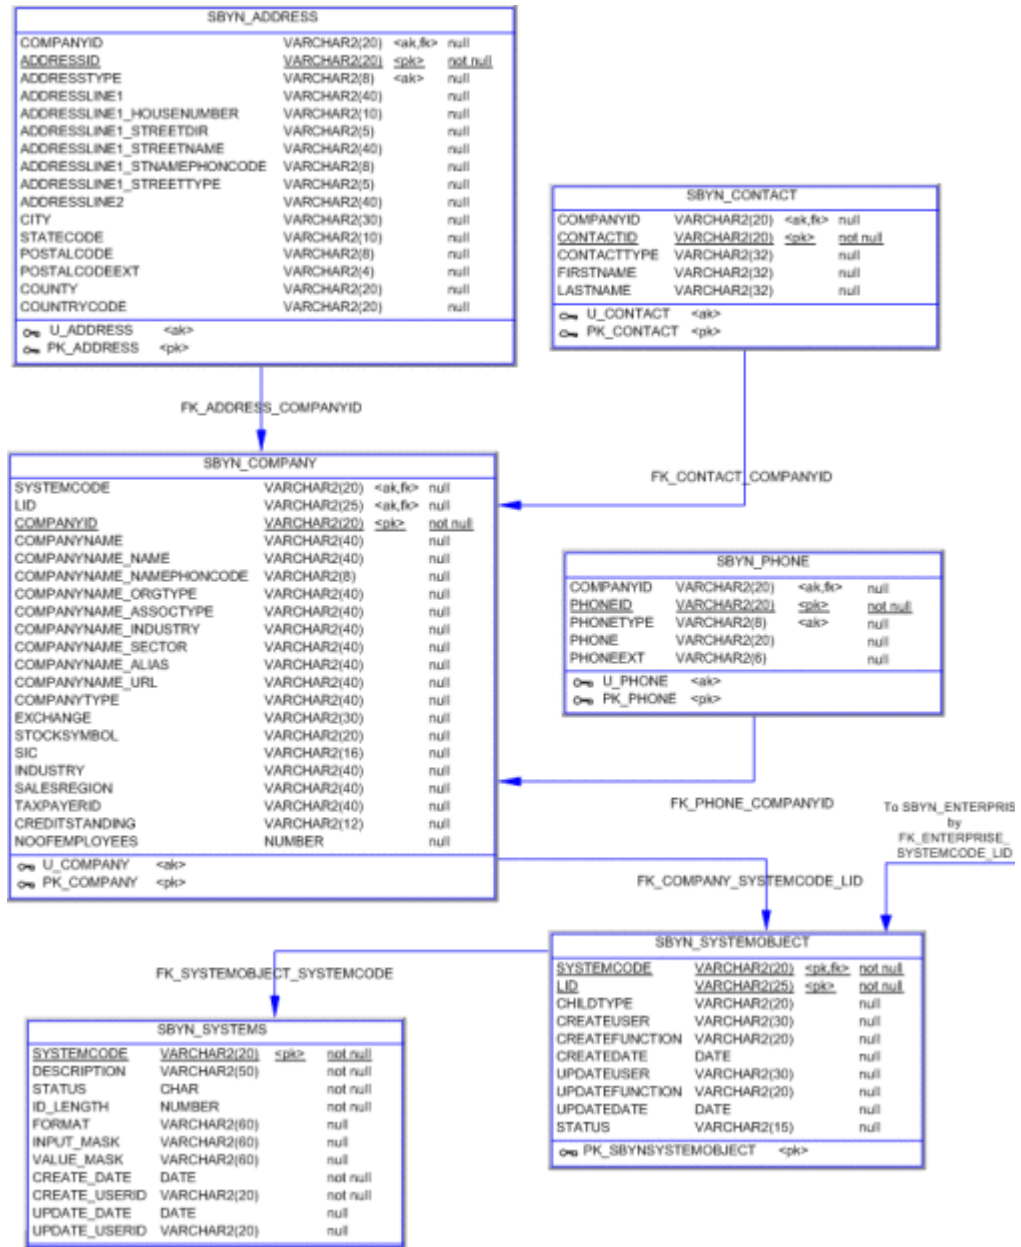 SBYN_ADDRESS
COMPANYID VARCHAR2(20) <ak,fk> null
ADDRESSID VARCHAR2(20) <pk> not null
ADDRESSTYPE VARCHAR2(8) <ak> null
ADDRESSLINE1 VARCHAR2(40) null
ADDRESSLINE1_HOUSENUMBER VARCHAR2(10) null
ADDRESSLINE1_STREETDIR VARCHAR2(5) null
ADDRESSLINE1_STREETNAME VARCHAR2(40) null
ADDRESSLINE1_STNAMEPHONCODE VARCHAR2(8) null
ADDRESSLINE1_STREETTYPE VARCHAR2(5) null
ADDRESSLINE2 VARCHAR2(40) null
CITY VARCHAR2(30) null
STATECODE VARCHAR2(10) null
POSTALCODE VARCHAR2(8) null
POSTALCODEEXT VARCHAR2(4) null
COUNTY VARCHAR2(20) null
COUNTRYCODE VARCHAR2(20) null
U_ADDRESS <ak>
PK_ADDRESS <pk>
SBYN_CONTACT
COMPANYID VARCHAR2(20) <ak,fk> null
CONTACTID VARCHAR2(20) <pk> not null
CONTACTTYPE VARCHAR2(32) null
FIRSTNAME VARCHAR2(32) null
LASTNAME VARCHAR2(32) null
U_CONTACT <ak>
PK_CONTACT <pk>
FK_ADDRESS_COMPANYID
FK_CONTACT_COMPANYID
SBYN_COMPANY
SYSTEMCODE VARCHAR2(20) <ak,fk> null
LID VARCHAR2(25) <ak,fk> null
COMPANYID VARCHAR2(20) <pk> not null
COMPANYNAME VARCHAR2(40) null
COMPANYNAME_NAME VARCHAR2(40) null
COMPANYNAME_NAMEPHONCODE VARCHAR2(8) null
COMPANYNAME_ORGTYPE VARCHAR2(40) null
COMPANYNAME_ASSOCTYPE VARCHAR2(40) null
COMPANYNAME_INDUSTRY VARCHAR2(40) null
COMPANYNAME_SECTOR VARCHAR2(40) null
COMPANYNAME_ALIAS VARCHAR2(40) null
COMPANYNAME_URL VARCHAR2(40) null
COMPANYTYPE VARCHAR2(40) null
EXCHANGE VARCHAR2(30) null
STOCKSYMBOL VARCHAR2(20) null
SIC VARCHAR2(16) null
INDUSTRY VARCHAR2(40) null
SALESREGION VARCHAR2(40) null
TAXPAYERID VARCHAR2(40) null
CREDITSTANDING VARCHAR2(12) null
NOOFEMPLOYEES NUMBER null
U_COMPANY <ak>
PK_COMPANY <pk>
SBYN_PHONE
COMPANYID VARCHAR2(20) <ak,fk> null
PHONEID VARCHAR2(20) <pk> not null
PHONETYPE VARCHAR2(8) <ak> null
PHONE VARCHAR2(20) null
PHONEEXT VARCHAR2(6) null
U_PHONE <ak>
PK_PHONE <pk>
FK_PHONE_COMPANYID
To SBYN_ENTERPRIS
by
FK_ENTERPRISE_
SYSTEMCODE_LID
FK_COMPANY_SYSTEMCODE_LID
SBYN_SYSTEMOBJECT
SYSTEMCODE VARCHAR2(20) <pk,fk> not null
LID VARCHAR2(25) <pk> not null
CHILDTYPE VARCHAR2(20) null
CREATEUSER VARCHAR2(30) null
CREATEFUNCTION VARCHAR2(20) null
CREATEDATE DATE null
UPDATEUSER VARCHAR2(30) null
UPDATEFUNCTION VARCHAR2(20) null
UPDATEDATE DATE null
STATUS VARCHAR2(15) null
PK_SBYNSYSTEMOBJECT <pk>
FK_SYSTEMOBJECT_SYSTEMCODE
SBYN_SYSTEMS
SYSTEMCODE VARCHAR2(20) <pk> not null
DESCRIPTION VARCHAR2(50) not null
STATUS CHAR not null
ID_LENGTH NUMBER not null
FORMAT VARCHAR2(60) null
INPUT_MASK VARCHAR2(60) null
VALUE_MASK VARCHAR2(60) null
CREATE_DATE DATE not null
CREATE_USERID VARCHAR2(20) not null
UPDATE_DATE DATE null
UPDATE_USERID VARCHAR2(20) null